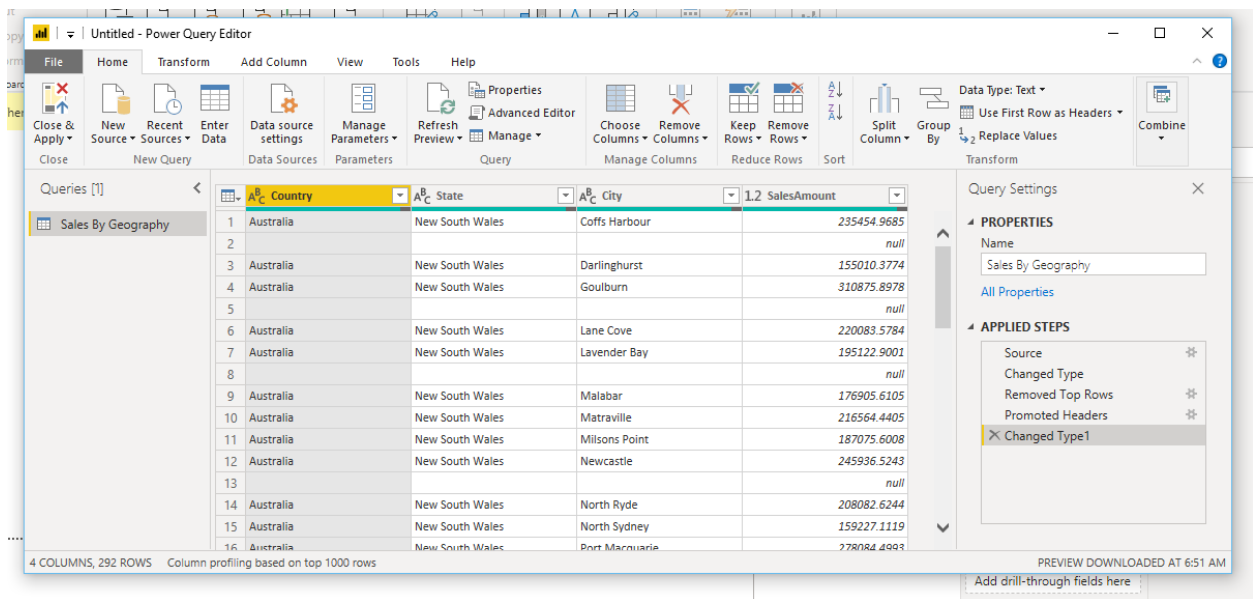 Untitled - Power Query Editor
File Home Transform Add Column View Tools Help
Close & Apply
New Source
Recent Sources
Enter Data
Data source settings
Manage Parameters
Refresh Preview
Properties
Advanced Editor
Manage
Choose Columns
Remove Columns
Keep Rows
Remove Rows
Split Column
Group By
Data Type: Text
Use First Row as Headers
Replace Values
Combine
Close New Query Data Sources Parameters Query Manage Columns Reduce Rows Sort Transform
Queries [1]
Sales By Geography
ABC Country ABC State ABC City 1.2 SalesAmount
1 Australia New South Wales Coffs Harbour 235454.9685
2 null
3 Australia New South Wales Darlinghurst 155010.3774
4 Australia New South Wales Goulburn 310875.8978
5 null
6 Australia New South Wales Lane Cove 220083.5784
7 Australia New South Wales Lavender Bay 195122.9001
8 null
9 Australia New South Wales Malabar 176905.6105
10 Australia New South Wales Matraville 216564.4405
11 Australia New South Wales Milsons Point 187075.6008
12 Australia New South Wales Newcastle 245936.5243
13 null
14 Australia New South Wales North Ryde 208082.6244
15 Australia New South Wales North Sydney 159227.1119
16 Australia New South Wales Port Macquarie 278084.4993
Query Settings
PROPERTIES
Name
Sales By Geography
All Properties
APPLIED STEPS
Source
Changed Type
Removed Top Rows
Promoted Headers
Changed Type1
4 COLUMNS, 292 ROWS Column profiling based on top 1000 rows
PREVIEW DOWNLOADED AT 6:51 AM
Add drill-through fields here